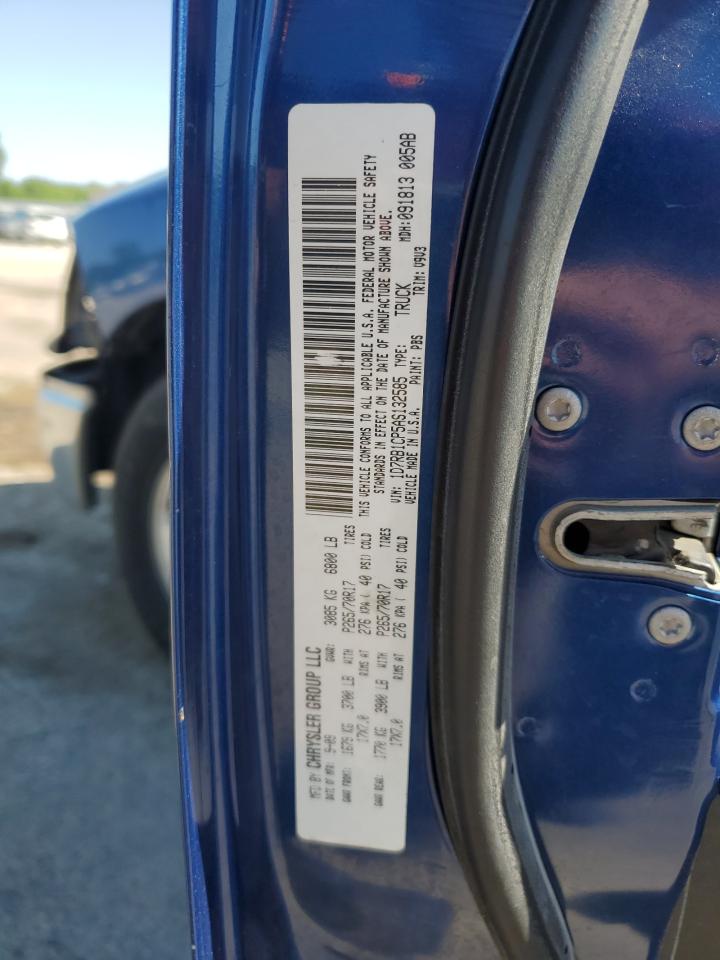 MFD BY CHRYSLER GROUP LLC
DATE OF MFR: 9-09 GVWR: 3085 KG 6800 LB
GAWR FRONT: 1679 KG 3700 LB WITH P265/70R17 TIRES
17X7.0 RIMS AT 276 KPA ( 40 PSI) COLD
GAWR REAR: 1770 KG 3900 LB WITH P265/70R17 TIRES
17X7.0 RIMS AT 276 KPA ( 40 PSI) COLD
THIS VEHICLE CONFORMS TO ALL APPLICABLE U.S.A. FEDERAL MOTOR VEHICLE SAFETY
STANDARDS IN EFFECT ON THE DATE OF MANUFACTURE SHOWN ABOVE.
VIN: 1D7RB1CP5AS132585 TYPE: TRUCK MDH:091813 005AB
VEHICLE MADE IN U.S.A. PAINT: PBS TRIM: V9V3